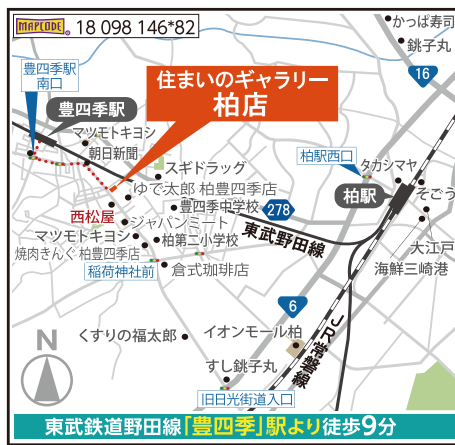 MAPCODE® 18 098 146*82
かっぱ寿司
銚子丸
16
豊四季駅
南口
住まいのギャラリー
柏店
豊四季駅
マツモトキヨシ
朝日新聞
スギドラッグ
柏駅西口
タカシマヤ
ゆで太郎 柏豊四季店
柏駅
そごう
西松屋
豊四季中学校
278
ジャパンミート
東武野田線
マツモトキヨシ
柏第二小学校
焼肉きんぐ 柏豊四季店
大江戸
海鮮三崎港
稲荷神社前
倉式珈琲店
6
JR常磐線
N
くすりの福太郎
イオンモール柏
すし銚子丸
旧日光街道入口
東武鉄道野田線「豊四季」駅より徒歩9分